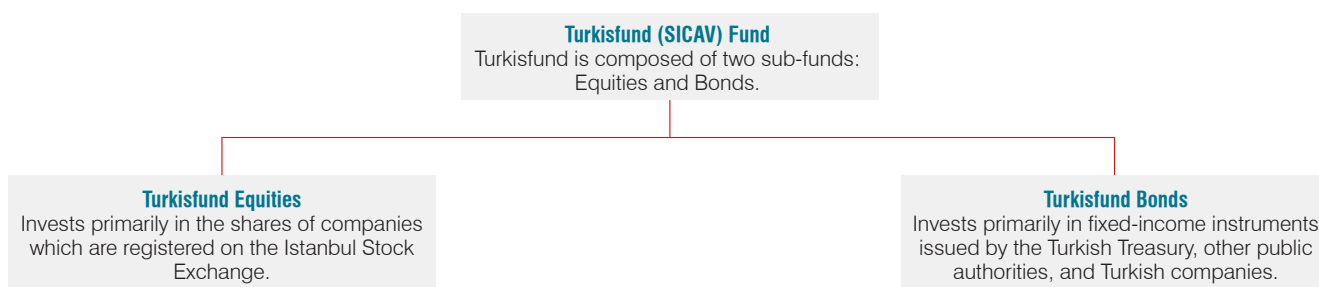 Turkisfund (SICAV) Fund
Turkisfund is composed of two sub-funds:
Equities and Bonds.
Turkisfund Equities
Invests primarily in the shares of companies
which are registered on the Istanbul Stock
Exchange.
Turkisfund Bonds
Invests primarily in fixed-income instruments
issued by the Turkish Treasury, other public
authorities, and Turkish companies.